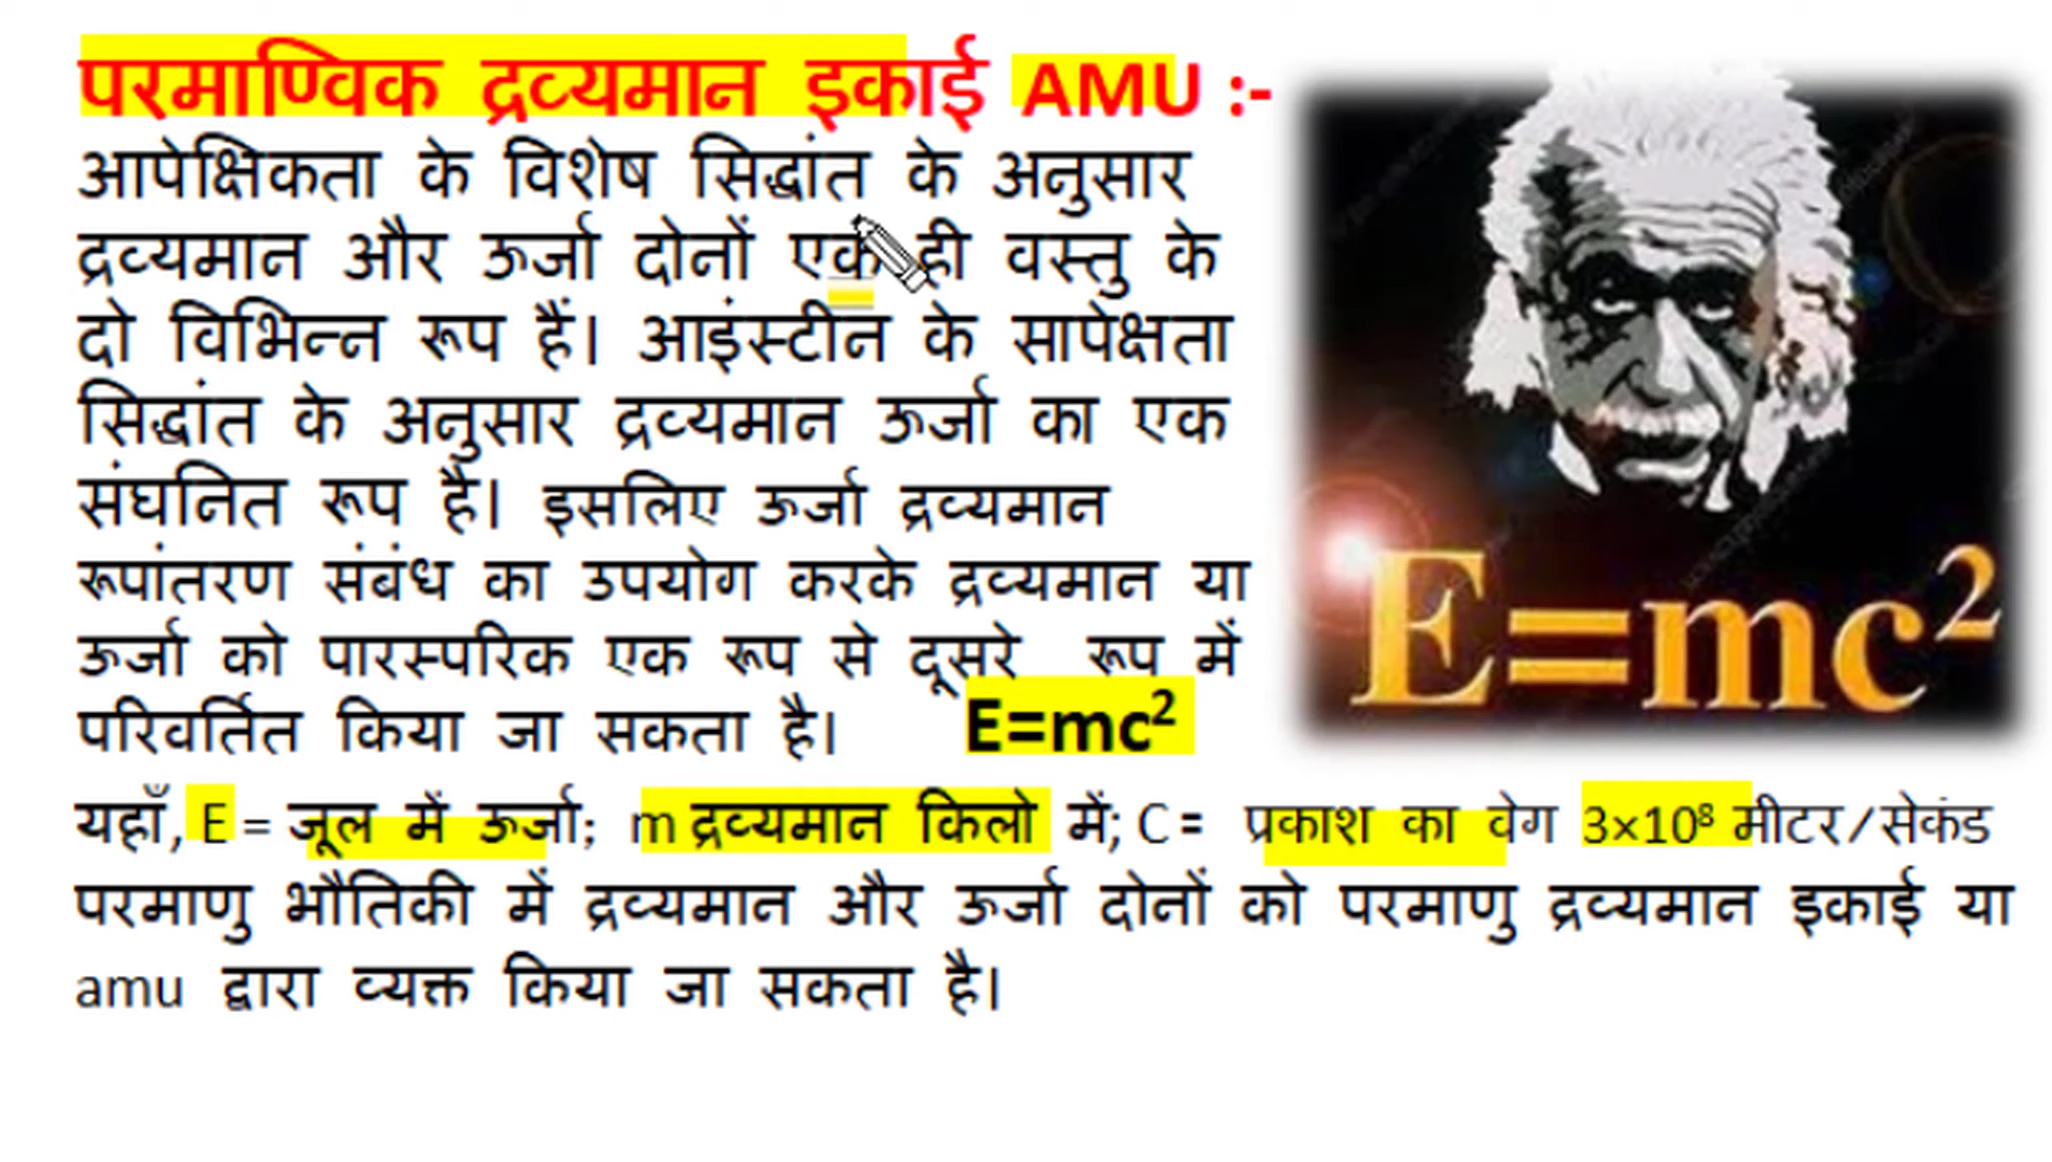 परमाण्विक द्रव्यमान इकाई AMU :-
आपेक्षिकता के विशेष सिद्धांत के अनुसार
द्रव्यमान और ऊर्जा दोनों एक ही वस्तु के
दो विभिन्न रूप हैं। आइंस्टीन के सापेक्षता
सिद्धांत के अनुसार द्रव्यमान ऊर्जा का एक
संघनित रूप है। इसलिए ऊर्जा द्रव्यमान
रूपांतरण संबंध का उपयोग करके द्रव्यमान या
ऊर्जा को पारस्परिक एक रूप से दूसरे रूप में
परिवर्तित किया जा सकता है। E=mc²
यहाँ, E = जूल में ऊर्जा; m द्रव्यमान किलो में; C = प्रकाश का वेग 3×10⁸ मीटर/सेकंड
परमाणु भौतिकी में द्रव्यमान और ऊर्जा दोनों को परमाणु द्रव्यमान इकाई या
amu द्वारा व्यक्त किया जा सकता है।
E=mc²